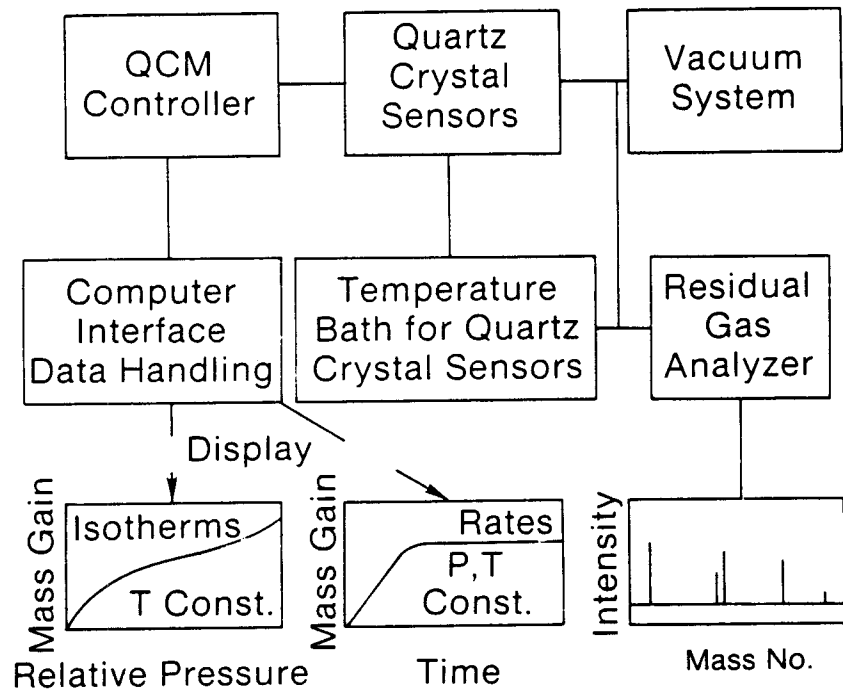 QCM
Controller
Quartz
Crystal
Sensors
Vacuum
System
Computer
Interface
Data Handling
Temperature
Bath for Quartz
Crystal Sensors
Residual
Gas
Analyzer
Display
Mass Gain
Isotherms
T Const.
Relative Pressure
Mass Gain
Rates
P,T
Const.
Time
Intensity
Mass No.